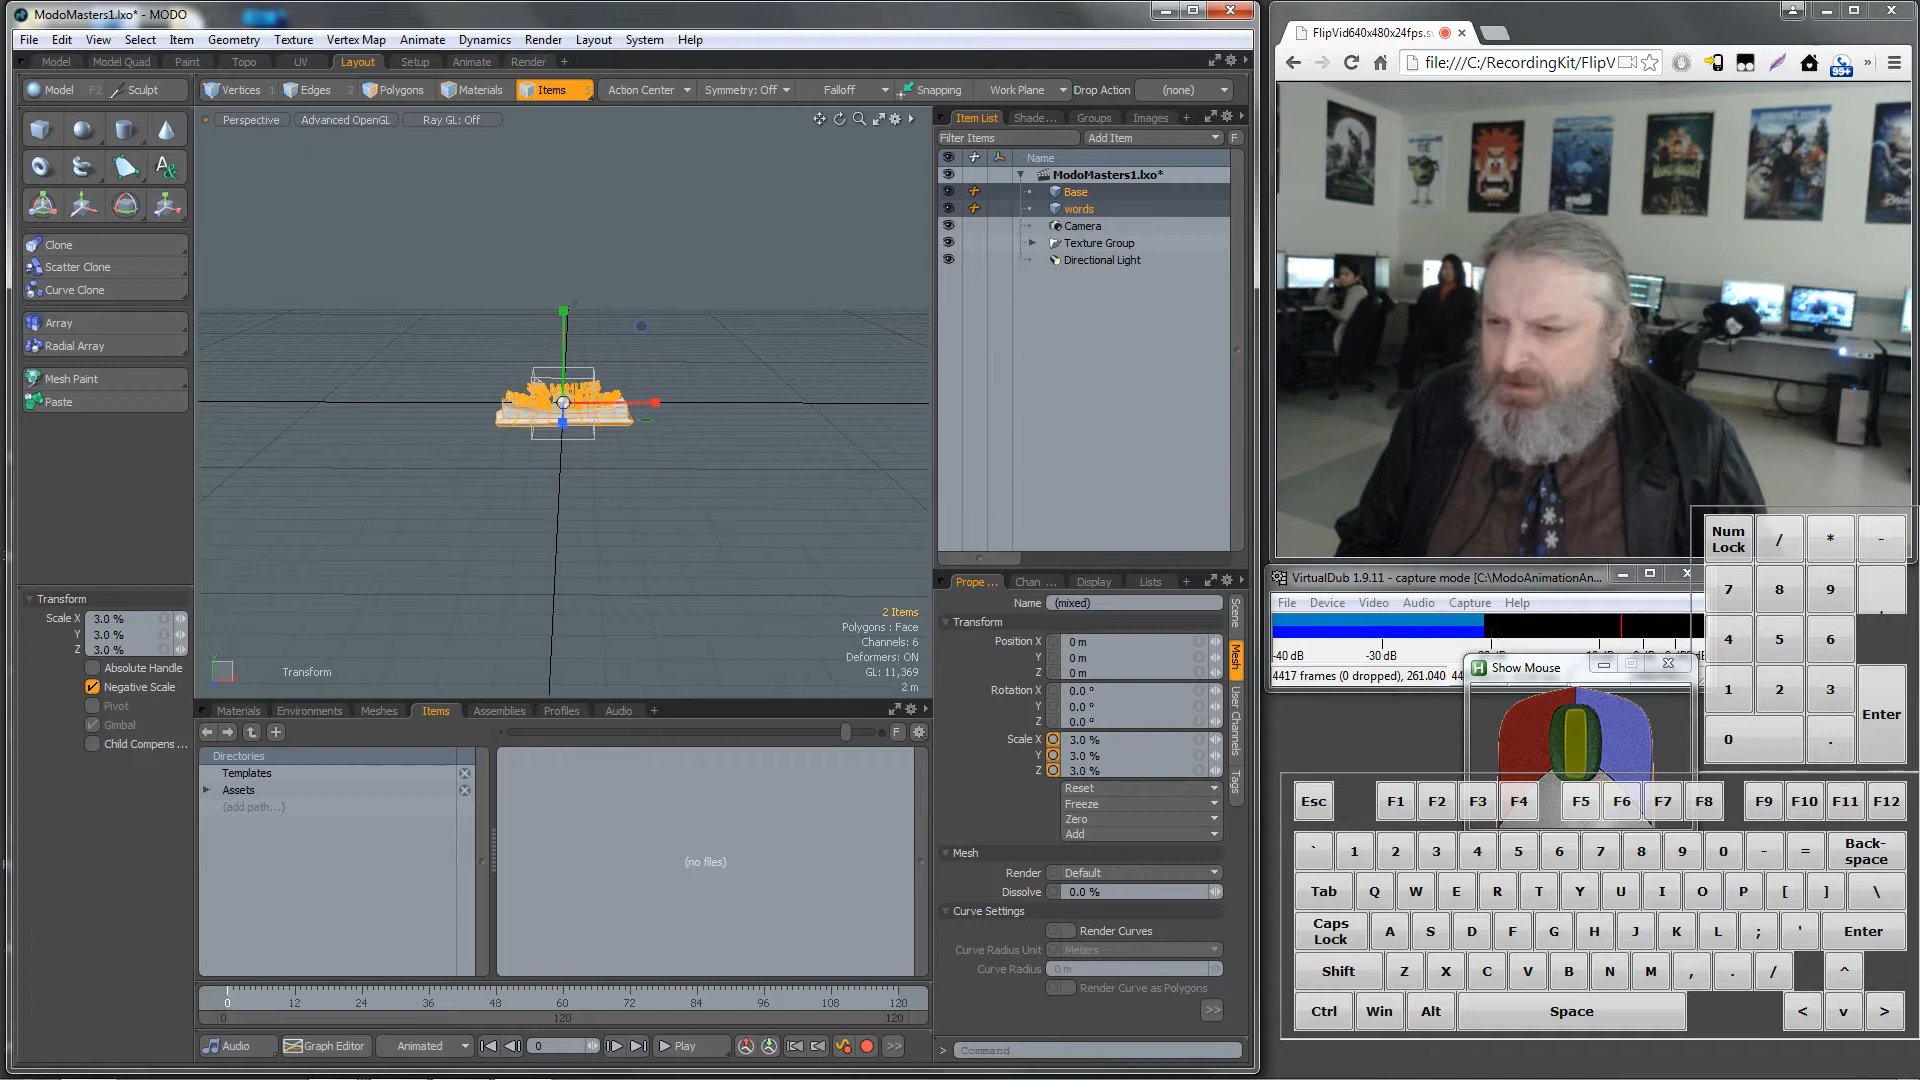 ModoMasters1.lxo* - MODO
File Edit View Select Item Geometry Texture Vertex Map Animate Dynamics Render Layout System Help
Model Model Quad Paint Topo UV Layout Setup Animate Render +
Model F2 Sculpt
Vertices 1 Edges 2 Polygons Materials Items 5 Action Center Symmetry: Off Falloff Snapping Work Plane Drop Action (none)
Perspective Advanced OpenGL Ray GL: Off
Clone
Scatter Clone
Curve Clone
Array
Radial Array
Mesh Paint
Paste
Transform
Scale X 3.0 %
Y 3.0 %
Z 3.0 %
Absolute Handle
Negative Scale
Pivot
Gimbal
Child Compens ...
2 Items
Polygons : Face
Channels: 6
Deformers: ON
GL: 11,369
2 m
Transform
Item List Shade... Groups Images +
Filter Items Add Item F
Name
ModoMasters1.lxo*
Base
words
Camera
Texture Group
Directional Light
Prope ... Chan ... Display Lists +
Name (mixed)
Transform
Position X 0 m
Y 0 m
Z 0 m
Rotation X 0.0 °
Y 0.0 °
Z 0.0 °
Scale X 3.0 %
Y 3.0 %
Z 3.0 %
Reset
Freeze
Zero
Add
Mesh
Render Default
Dissolve 0.0 %
Curve Settings
Render Curves
Curve Radius Unit Meters
Curve Radius 0 m
Render Curve as Polygons
>>
Scene
Mesh
User Channels
Tags
Materials Environments Meshes Items Assemblies Profiles Audio +
F
Directories
Templates
Assets
(add path...)
(no files)
0 12 24 36 48 60 72 84 96 108 120
0 120 120
Audio Graph Editor Animated 0 Play >>
> Command
FlipVid640x480x24fps.sv
file:///C:/RecordingKit/FlipV
99+
VirtualDub 1.9.11 - capture mode [C:\ModoAnimationAn...
File Device Video Audio Capture Help
-40 dB -30 dB
4417 frames (0 dropped), 261.040
Show Mouse
Num Lock / * -
7 8 9
4 5 6
1 2 3 Enter
0 .
Esc F1 F2 F3 F4 F5 F6 F7 F8 F9 F10 F11 F12
` 1 2 3 4 5 6 7 8 9 0 - = Back-space
Tab Q W E R T Y U I O P [ ] \
Caps Lock A S D F G H J K L ; ' Enter
Shift Z X C V B N M , . / ^
Ctrl Win Alt Space < v >